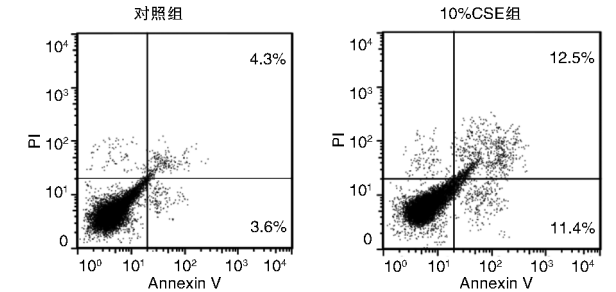 对照组
10%CSE组
10⁴
4.3%
10³
PI
10²
10¹
3.6%
0
10⁰ 10¹ 10² 10³ 10⁴
Annexin V
10⁴
12.5%
10³
PI
10²
10¹
11.4%
0
10⁰ 10¹ 10² 10³ 10⁴
Annexin V